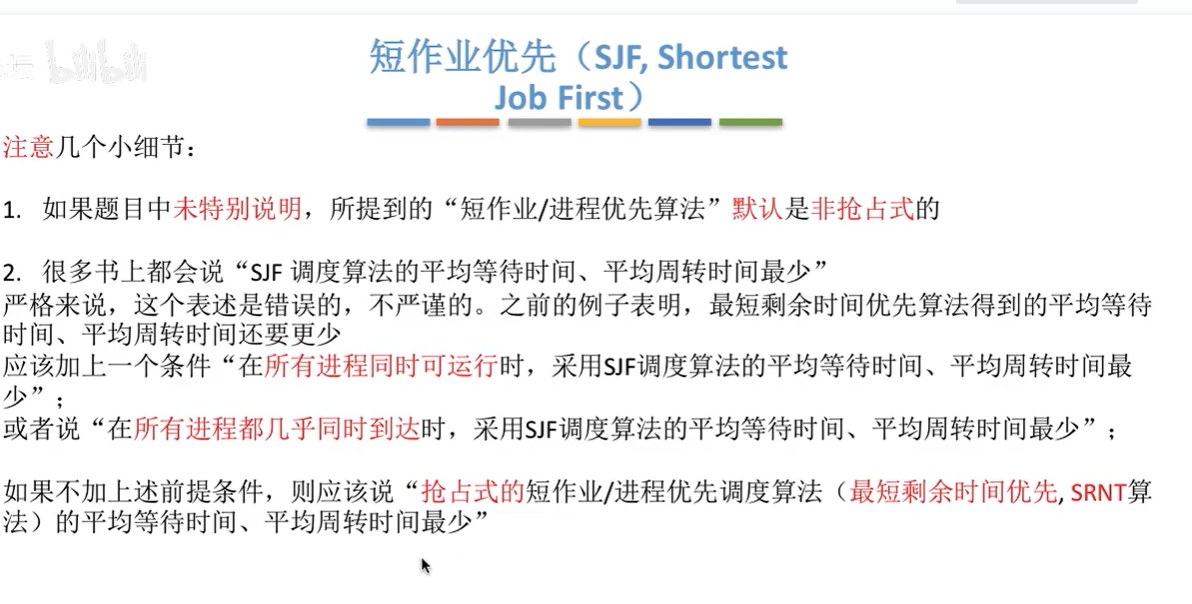 坛 bilibili
短作业优先（SJF, Shortest
Job First）
注意几个小细节：
1. 如果题目中未特别说明，所提到的“短作业/进程优先算法”默认是非抢占式的
2. 很多书上都会说“SJF 调度算法的平均等待时间、平均周转时间最少”
严格来说，这个表述是错误的，不严谨的。之前的例子表明，最短剩余时间优先算法得到的平均等待
时间、平均周转时间还要更少
应该加上一个条件“在所有进程同时可运行时，采用SJF调度算法的平均等待时间、平均周转时间最
少”；
或者说“在所有进程都几乎同时到达时，采用SJF调度算法的平均等待时间、平均周转时间最少”；
如果不加上述前提条件，则应该说“抢占式的短作业/进程优先调度算法（最短剩余时间优先, SRNT算
法）的平均等待时间、平均周转时间最少”